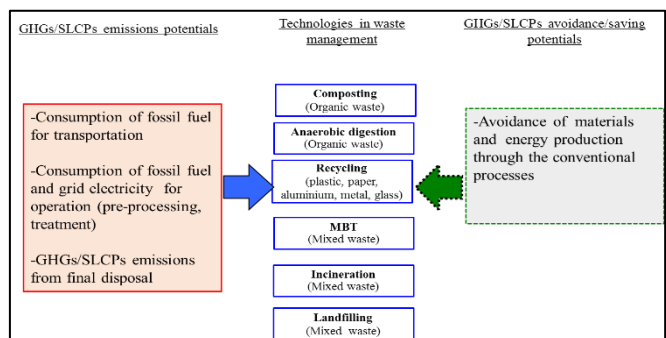 GHGs/SLCPs emissions potentials
Technologies in waste
management
GHGs/SLCPs avoidance/saving
potentials
-Consumption of fossil fuel
for transportation
-Consumption of fossil fuel
and grid electricity for
operation (pre-processing,
treatment)
-GHGs/SLCPs emissions
from final disposal
Composting
(Organic waste)
Anaerobic digestion
(Organic waste)
Recycling
(plastic, paper,
aluminium, metal, glass)
MBT
(Mixed waste)
Incineration
(Mixed waste)
Landfilling
(Mixed waste)
-Avoidance of materials
and energy production
through the conventional
processes